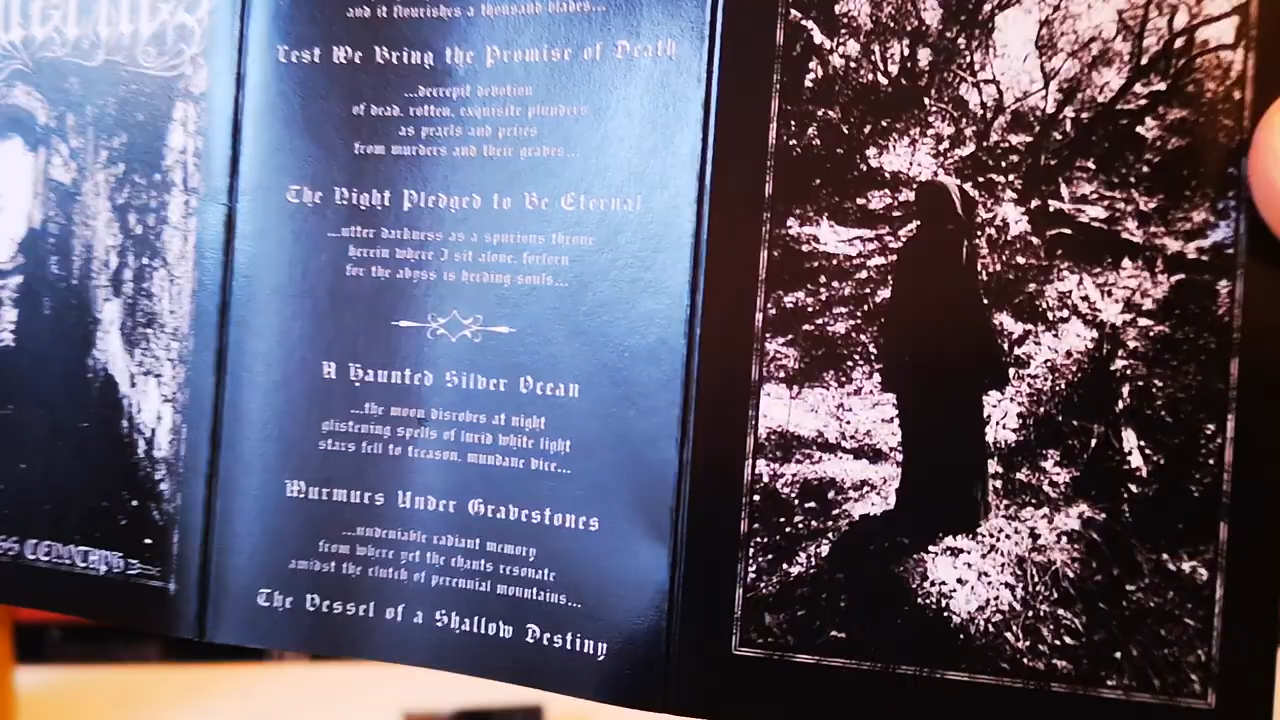 and it flourishes a thousand blades...
Lest We Bring the Promise of Death
...decrepit devotion
of dead, rotten, exquisite plunders
as pearls and prizes
from murders and their graves...
The Night Pledged to Be Eternal
...utter darkness as a spurious throne
herein where I sit alone, forlorn
for the abyss is herding souls...
A Haunted Silver Ocean
...the moon disrobes at night
glistening spells of lurid white light
stars fell to treason, mundane vice...
Murmurs Under Gravestones
...undeniable radiant memory
from where yet the chants resonate
amidst the clutch of perennial mountains...
The Vessel of a Shallow Destiny